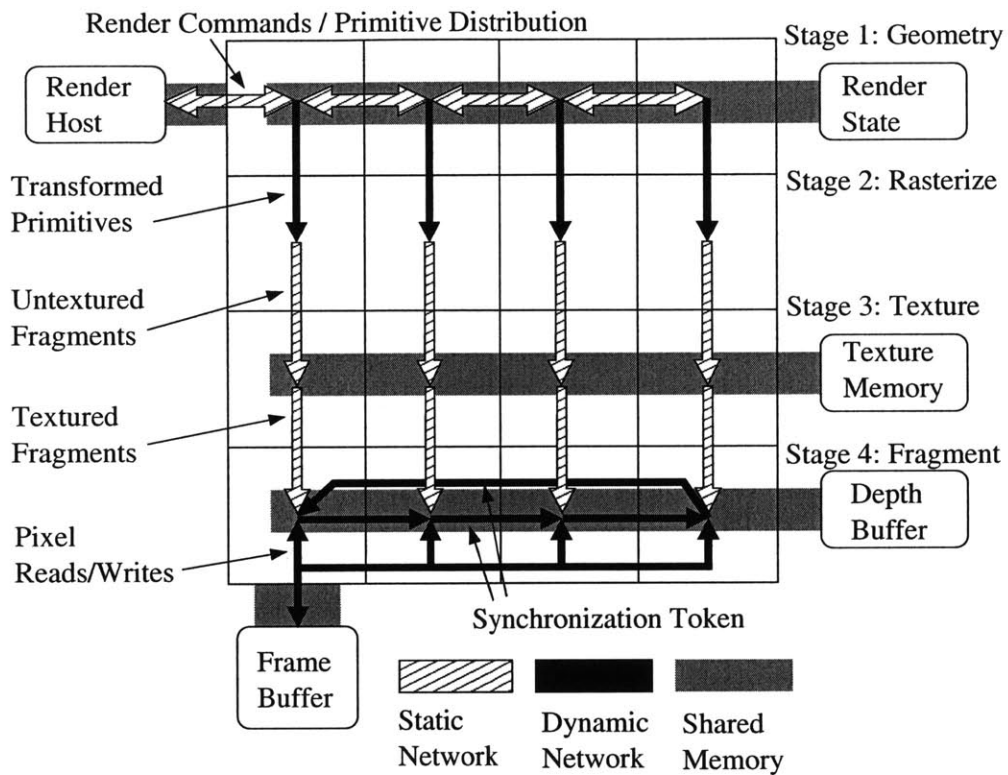 Render Commands / Primitive Distribution
Stage 1: Geometry
Render
Host
Render
State
Transformed
Primitives
Stage 2: Rasterize
Untextured
Fragments
Stage 3: Texture
Texture
Memory
Textured
Fragments
Stage 4: Fragment
Depth
Buffer
Pixel
Reads/Writes
Synchronization Token
Frame
Buffer
Static
Network
Dynamic
Network
Shared
Memory